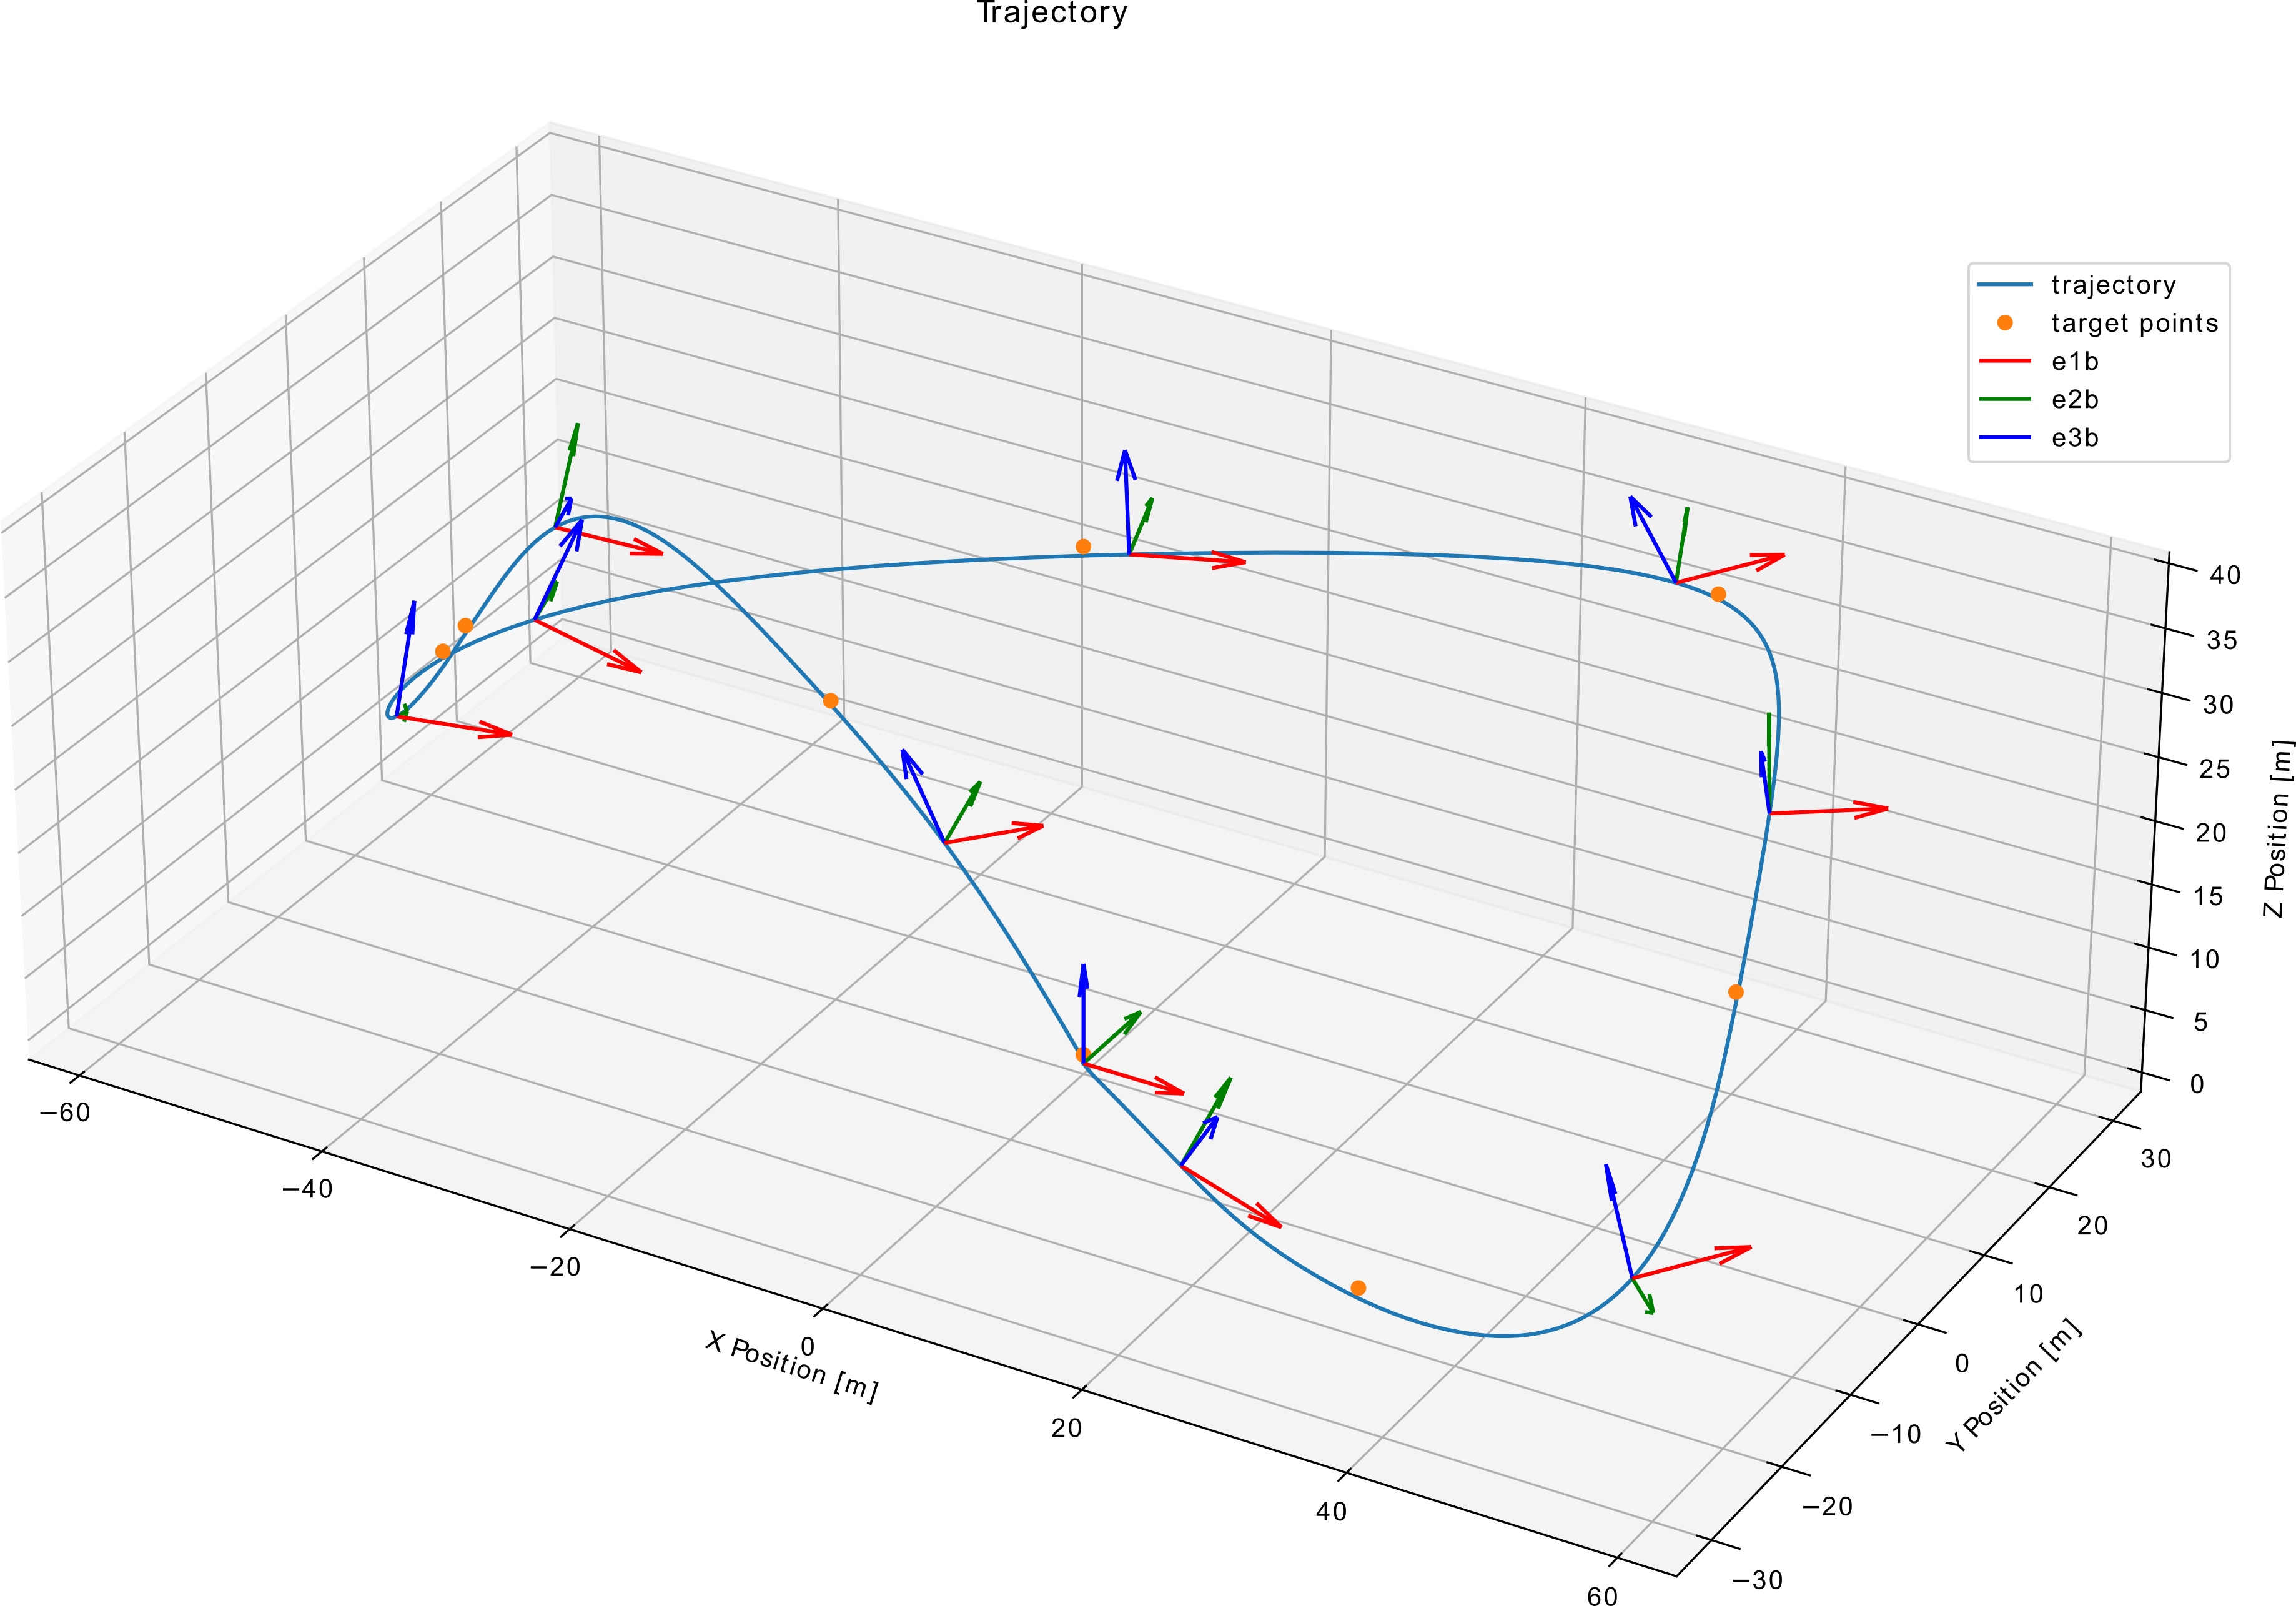 Trajectory
trajectory
target points
e1b
e2b
e3b
40
35
30
25
20
15
10
5
0
Z Position [m]
−60
−40
−20
0
20
40
60
X Position [m]
30
20
10
0
−10
−20
−30
Y Position [m]